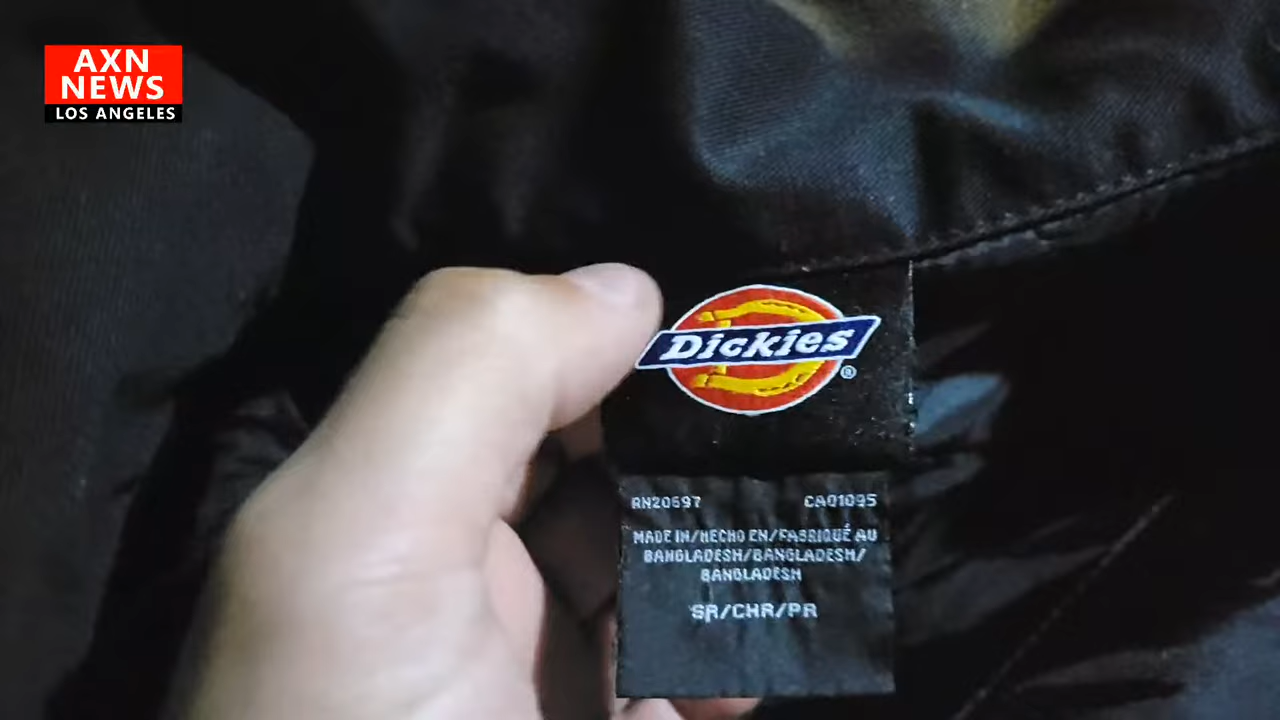 AXN
NEWS
LOS ANGELES
Dickies
®
RN20697 CA01095
MADE IN/HECHO EN/FABRIQUÉ AU
BANGLADESH/BANGLADESH/
BANGLADESH
SR/CHR/PR